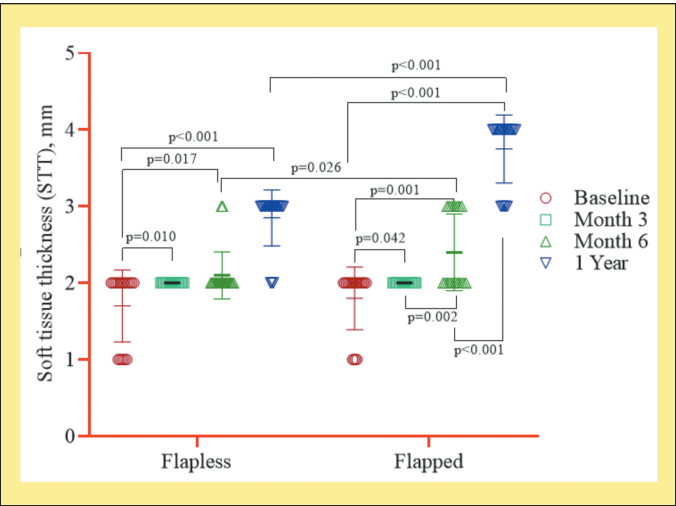 Soft tissue thickness (STT), mm
5
4
3
2
1
0
p<0.001
p<0.001
p<0.001
p=0.017
p=0.026
p=0.001
p=0.010
p=0.042
p=0.002
p<0.001
Baseline
Month 3
Month 6
1 Year
Flapless
Flapped